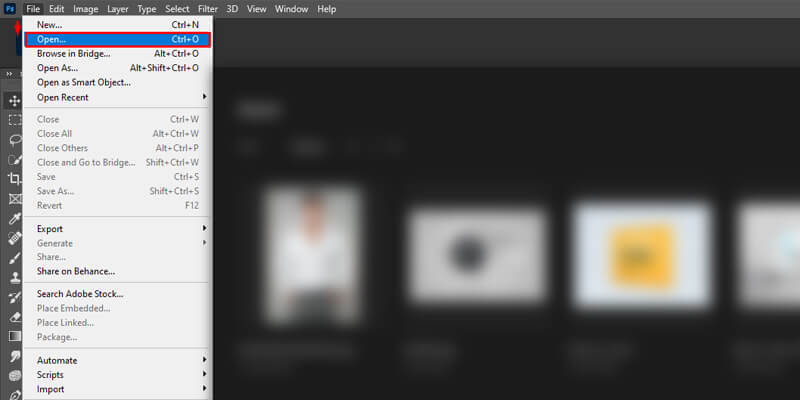 Ps File Edit Image Layer Type Select Filter 3D View Window Help
New... Ctrl+N
Open... Ctrl+O
Browse in Bridge... Alt+Ctrl+O
Open As... Alt+Shift+Ctrl+O
Open as Smart Object...
Open Recent
Close Ctrl+W
Close All Alt+Ctrl+W
Close Others Alt+Ctrl+P
Close and Go to Bridge... Shift+Ctrl+W
Save Ctrl+S
Save As... Shift+Ctrl+S
Revert F12
Export
Generate
Share...
Share on Behance...
Search Adobe Stock...
Place Embedded...
Place Linked...
Package...
Automate
Scripts
Import